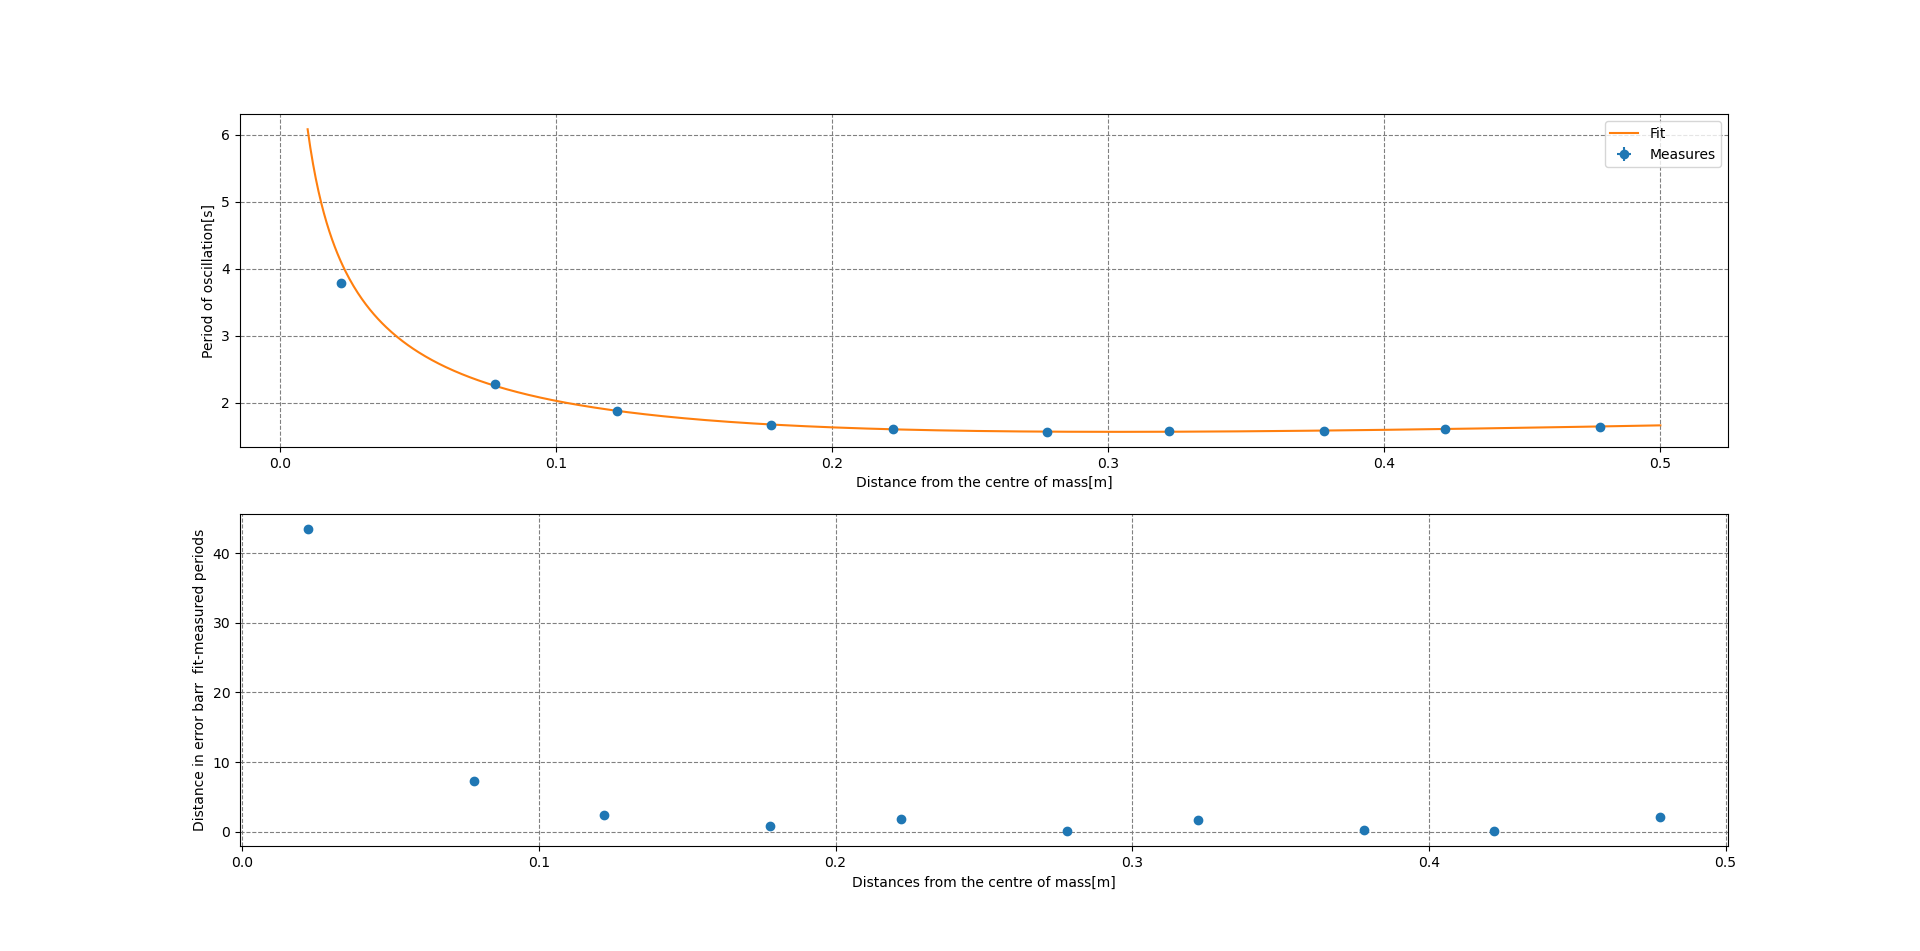 6
5
4
3
2
Period of oscillation[s]
Fit
Measures
0.0 0.1 0.2 0.3 0.4 0.5
Distance from the centre of mass[m]
40
30
20
10
0
Distance in error barr  fit-measured periods
0.0 0.1 0.2 0.3 0.4 0.5
Distances from the centre of mass[m]